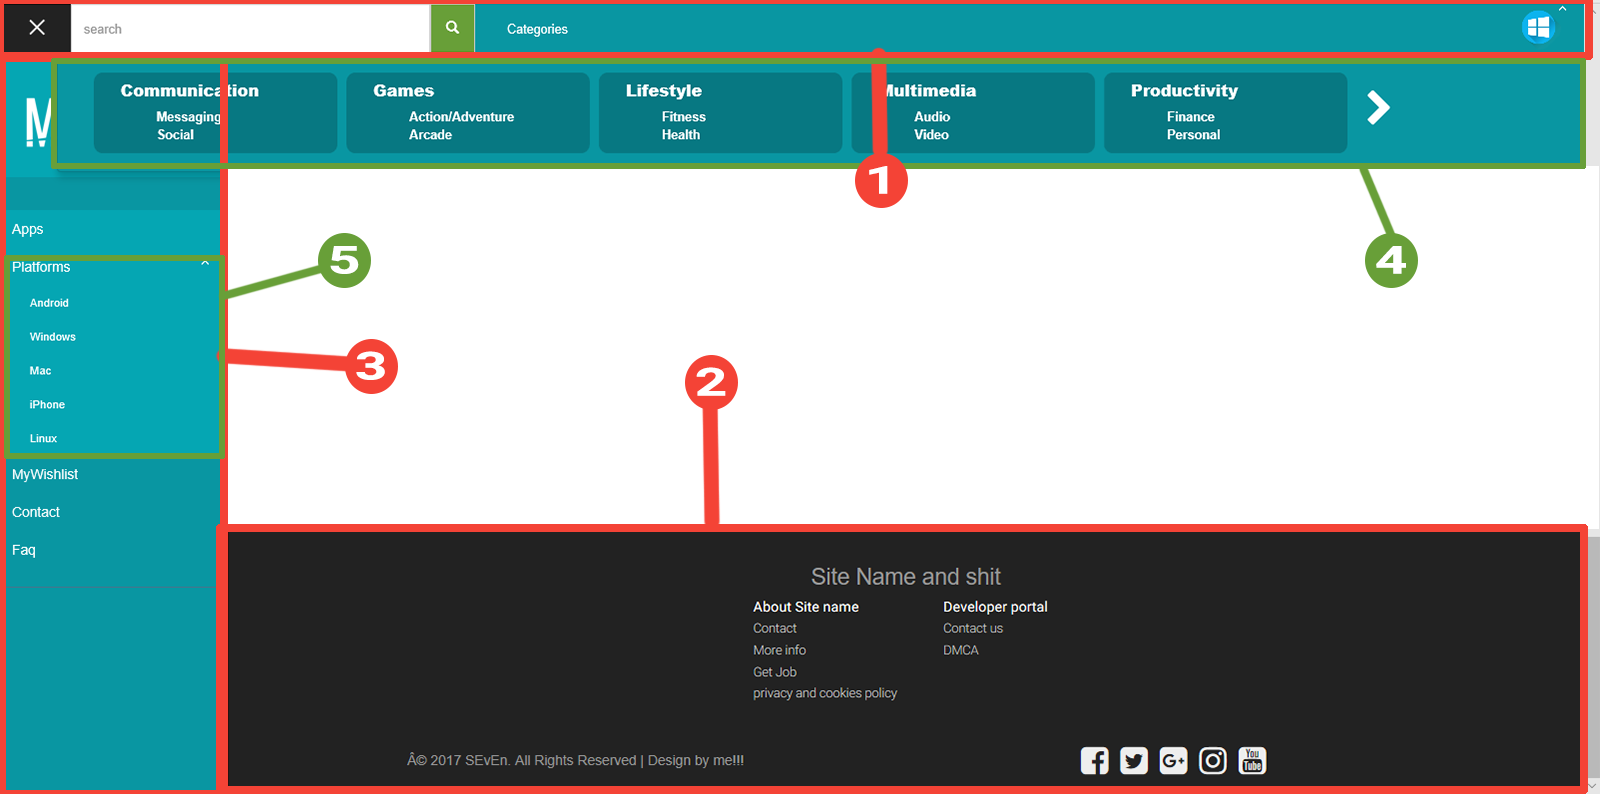 search
Categories
Communication
Messaging
Social
Games
Action/Adventure
Arcade
Lifestyle
Fitness
Health
Multimedia
Audio
Video
Productivity
Finance
Personal
M
1
Apps
Platforms
Android
Windows
Mac
iPhone
Linux
MyWishlist
Contact
Faq
5
4
3
2
Site Name and shit
About Site name
Contact
More info
Get Job
privacy and cookies policy
Developer portal
Contact us
DMCA
Â© 2017 SEvEn. All Rights Reserved | Design by me!!!
G+
You
Tube